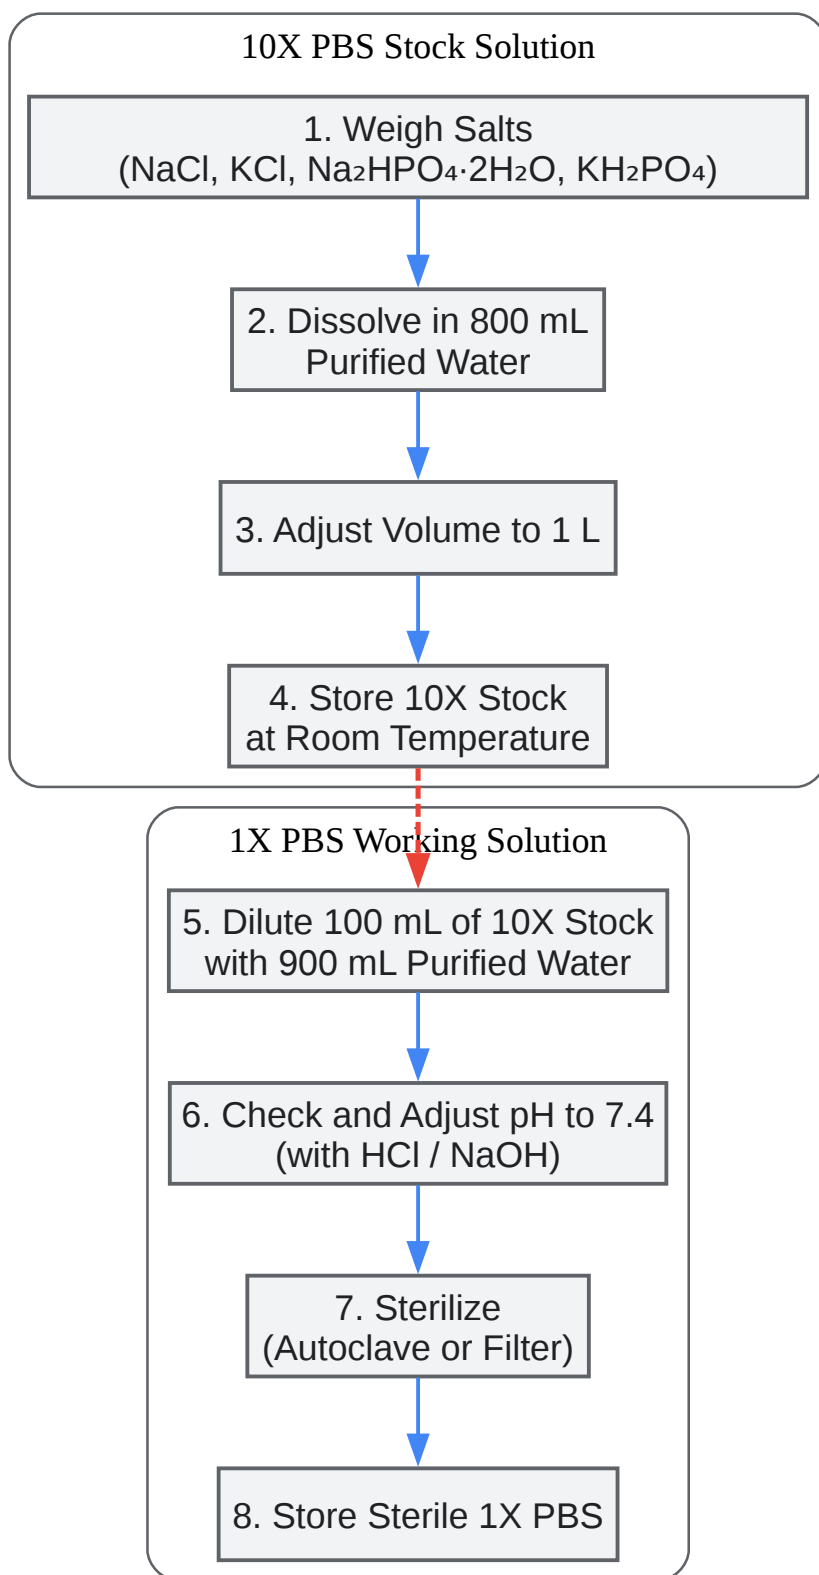 10X PBS Stock Solution
1. Weigh Salts
(NaCl, KCl, Na₂HPO₄·2H₂O, KH₂PO₄)
2. Dissolve in 800 mL
Purified Water
3. Adjust Volume to 1 L
4. Store 10X Stock
at Room Temperature
1X PBS Working Solution
5. Dilute 100 mL of 10X Stock
with 900 mL Purified Water
6. Check and Adjust pH to 7.4
(with HCl / NaOH)
7. Sterilize
(Autoclave or Filter)
8. Store Sterile 1X PBS